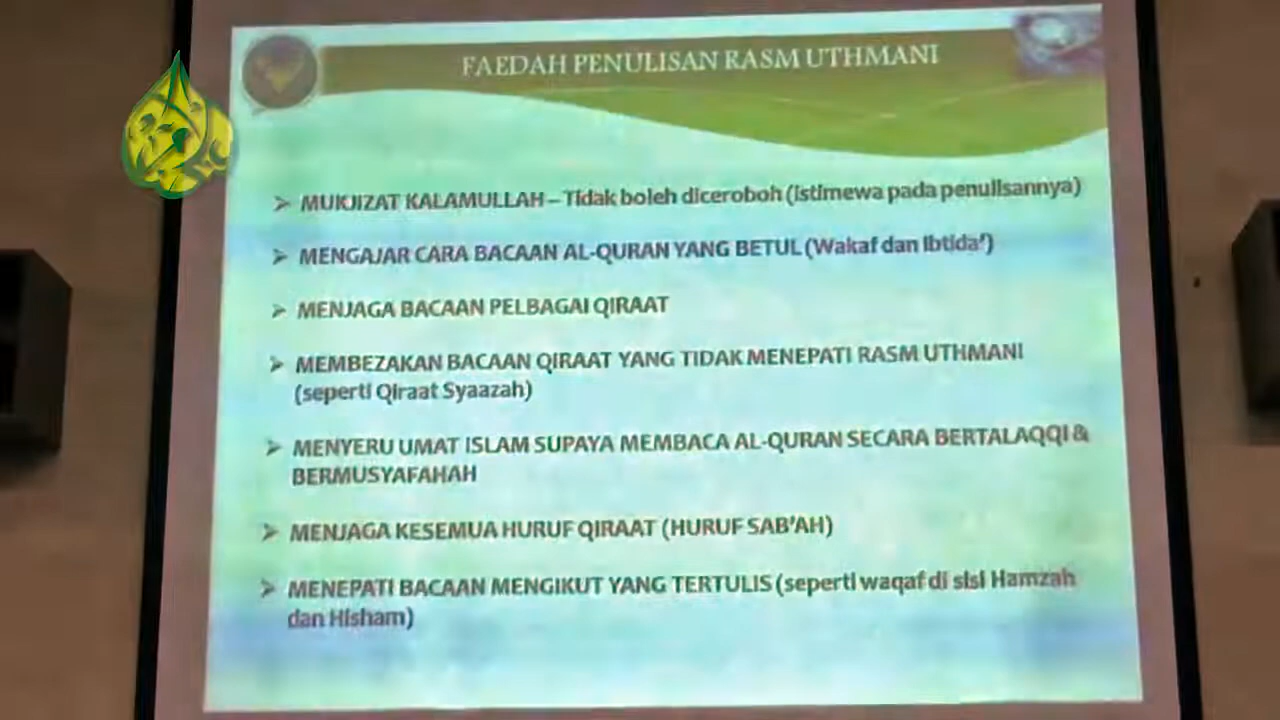 FAEDAH PENULISAN RASM UTHMANI
➢ MUKJIZAT KALAMULLAH – Tidak boleh diceroboh (istimewa pada penulisannya)
➢ MENGAJAR CARA BACAAN AL-QURAN YANG BETUL (Wakaf dan Ibtida')
➢ MENJAGA BACAAN PELBAGAI QIRAAT
➢ MEMBEZAKAN BACAAN QIRAAT YANG TIDAK MENEPATI RASM UTHMANI
(seperti Qiraat Syaazah)
➢ MENYERU UMAT ISLAM SUPAYA MEMBACA AL-QURAN SECARA BERTALAQQI &
BERMUSYAFAHAH
➢ MENJAGA KESEMUA HURUF QIRAAT (HURUF SAB'AH)
➢ MENEPATI BACAAN MENGIKUT YANG TERTULIS (seperti waqaf di sisi Hamzah
dan Hisham)